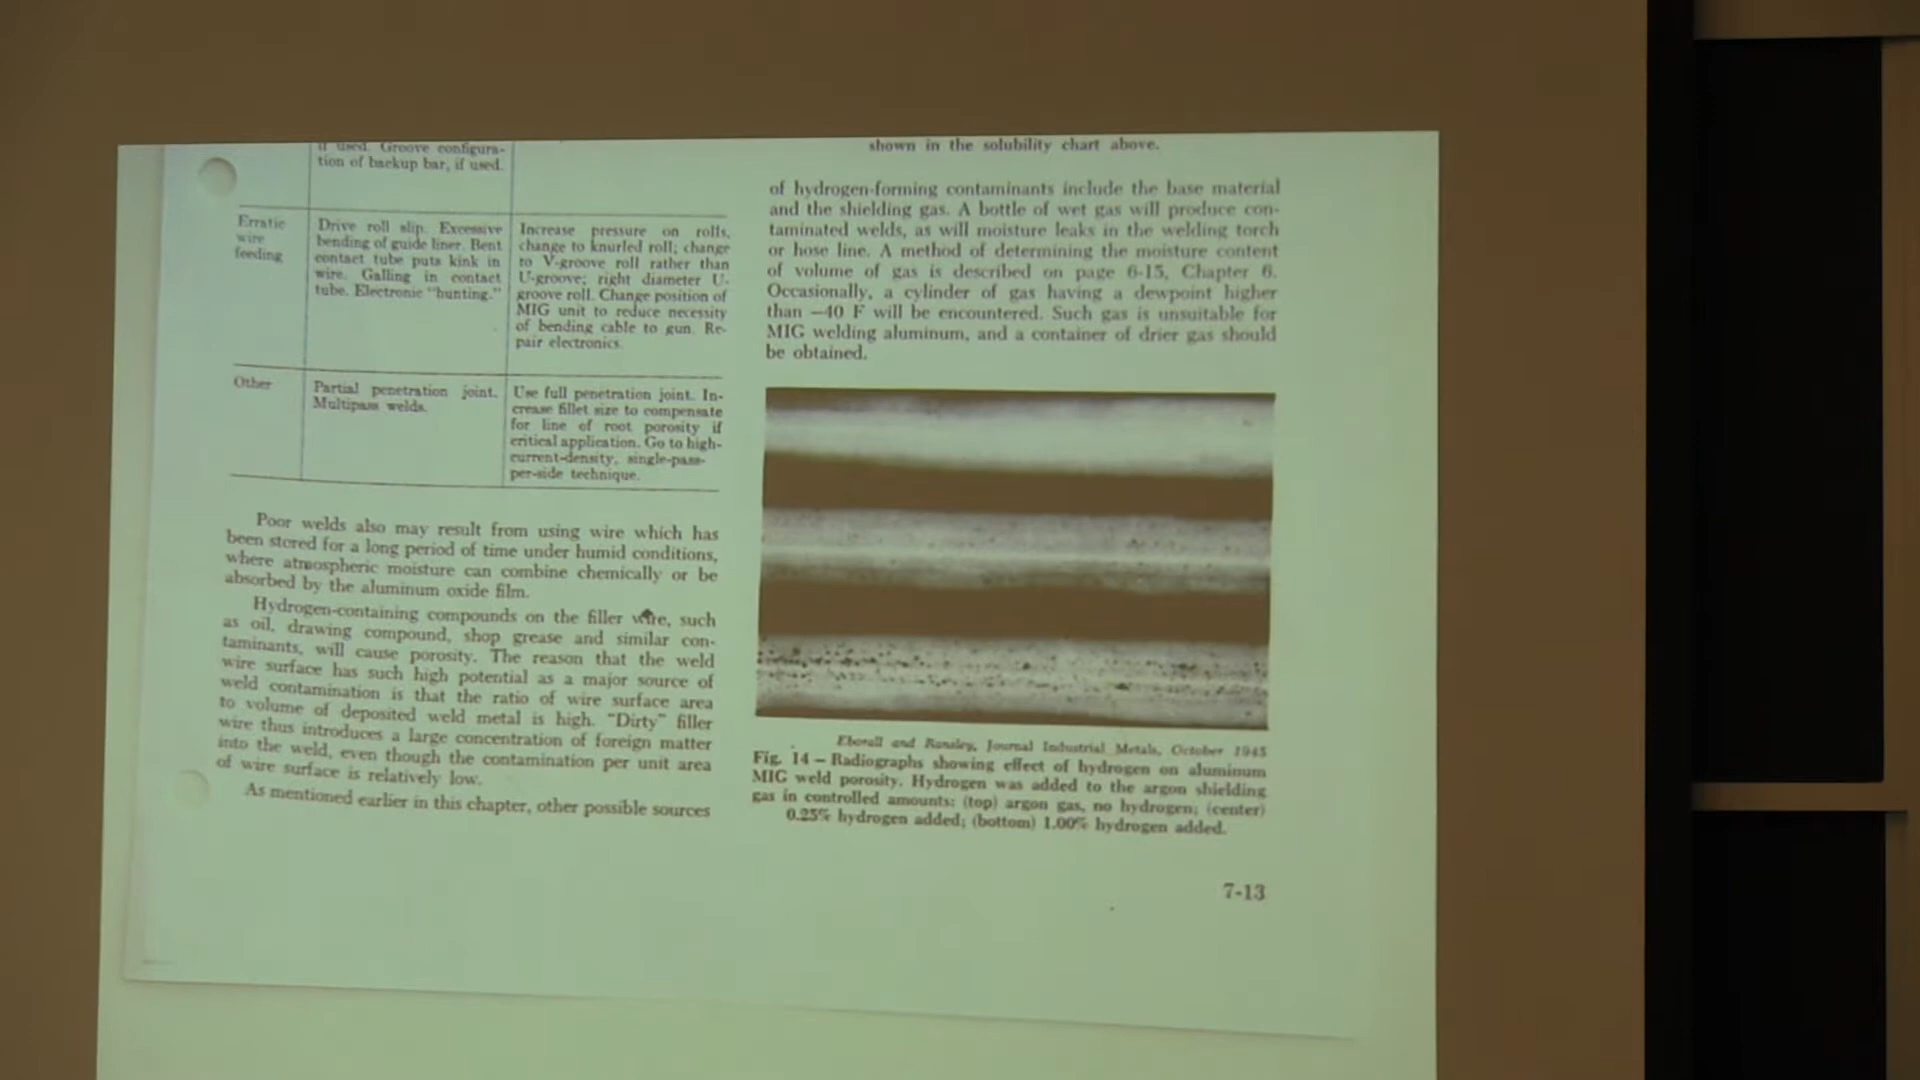 if used. Groove configura-
tion of backup bar, if used.
Erratic
wire
feeding
Drive roll slip. Excessive
bending of guide liner. Bent
contact tube puts kink in
wire. Galling in contact
tube. Electronic "hunting."
Increase pressure on rolls,
change to knurled roll; change
to V-groove roll rather than
U-groove; right diameter U-
groove roll. Change position of
MIG unit to reduce necessity
of bending cable to gun. Re-
pair electronics.
Other
Partial penetration joint.
Multipass welds.
Use full penetration joint. In-
crease fillet size to compensate
for line of root porosity if
critical application. Go to high-
current-density, single-pass-
per-side technique.
Poor welds also may result from using wire which has
been stored for a long period of time under humid conditions,
where atmospheric moisture can combine chemically or be
absorbed by the aluminum oxide film.
Hydrogen-containing compounds on the filler wire, such
as oil, drawing compound, shop grease and similar con-
taminants, will cause porosity. The reason that the weld
wire surface has such high potential as a major source of
weld contamination is that the ratio of wire surface area
to volume of deposited weld metal is high. "Dirty" filler
wire thus introduces a large concentration of foreign matter
into the weld, even though the contamination per unit area
of wire surface is relatively low.
As mentioned earlier in this chapter, other possible sources
shown in the solubility chart above.
of hydrogen-forming contaminants include the base material
and the shielding gas. A bottle of wet gas will produce con-
taminated welds, as will moisture leaks in the welding torch
or hose line. A method of determining the moisture content
of volume of gas is described on page 6-15, Chapter 6.
Occasionally, a cylinder of gas having a dewpoint higher
than —40 F will be encountered. Such gas is unsuitable for
MIG welding aluminum, and a container of drier gas should
be obtained.
Eborall and Ransley, Journal Industrial Metals, October 1945
Fig. 14 — Radiographs showing effect of hydrogen on aluminum
MIG weld porosity. Hydrogen was added to the argon shielding
gas in controlled amounts: (top) argon gas, no hydrogen; (center)
0.25% hydrogen added; (bottom) 1.00% hydrogen added.
7-13